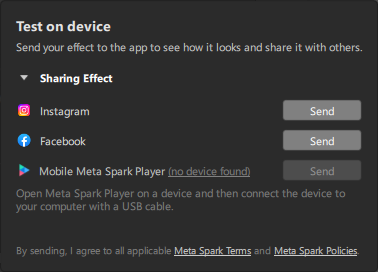 Test on device
Send your effect to the app to see how it looks and share it with others.
Sharing Effect
Instagram Send
Facebook Send
Mobile Meta Spark Player (no device found) Send
Open Meta Spark Player on a device and then connect the device to
your computer with a USB cable.
By sending, I agree to all applicable Meta Spark Terms and Meta Spark Policies.